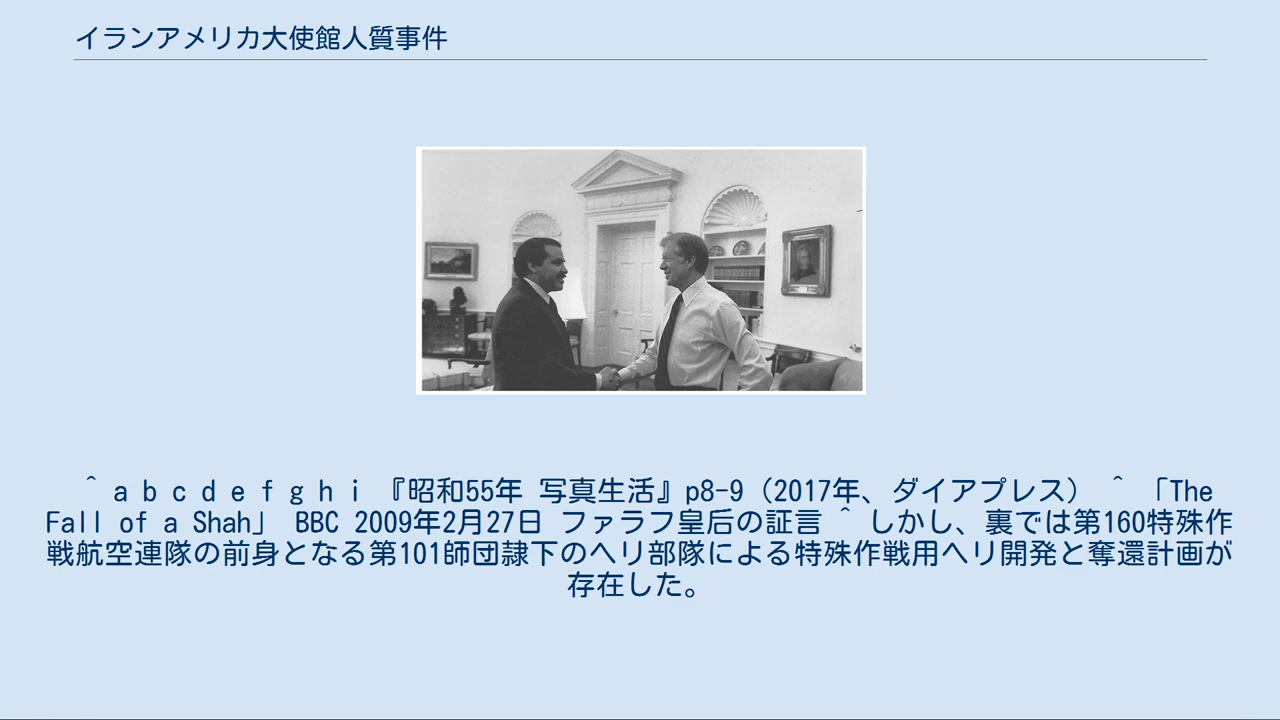 イランアメリカ大使館人質事件
^ a b c d e f g h i 『昭和55年 写真生活』p8-9（2017年、ダイアプレス） ^ 「The
Fall of a Shah」 BBC 2009年2月27日 ファラフ皇后の証言 ^ しかし、裏では第160特殊作
戦航空連隊の前身となる第101師団隷下のヘリ部隊による特殊作戦用ヘリ開発と奪還計画が
存在した。